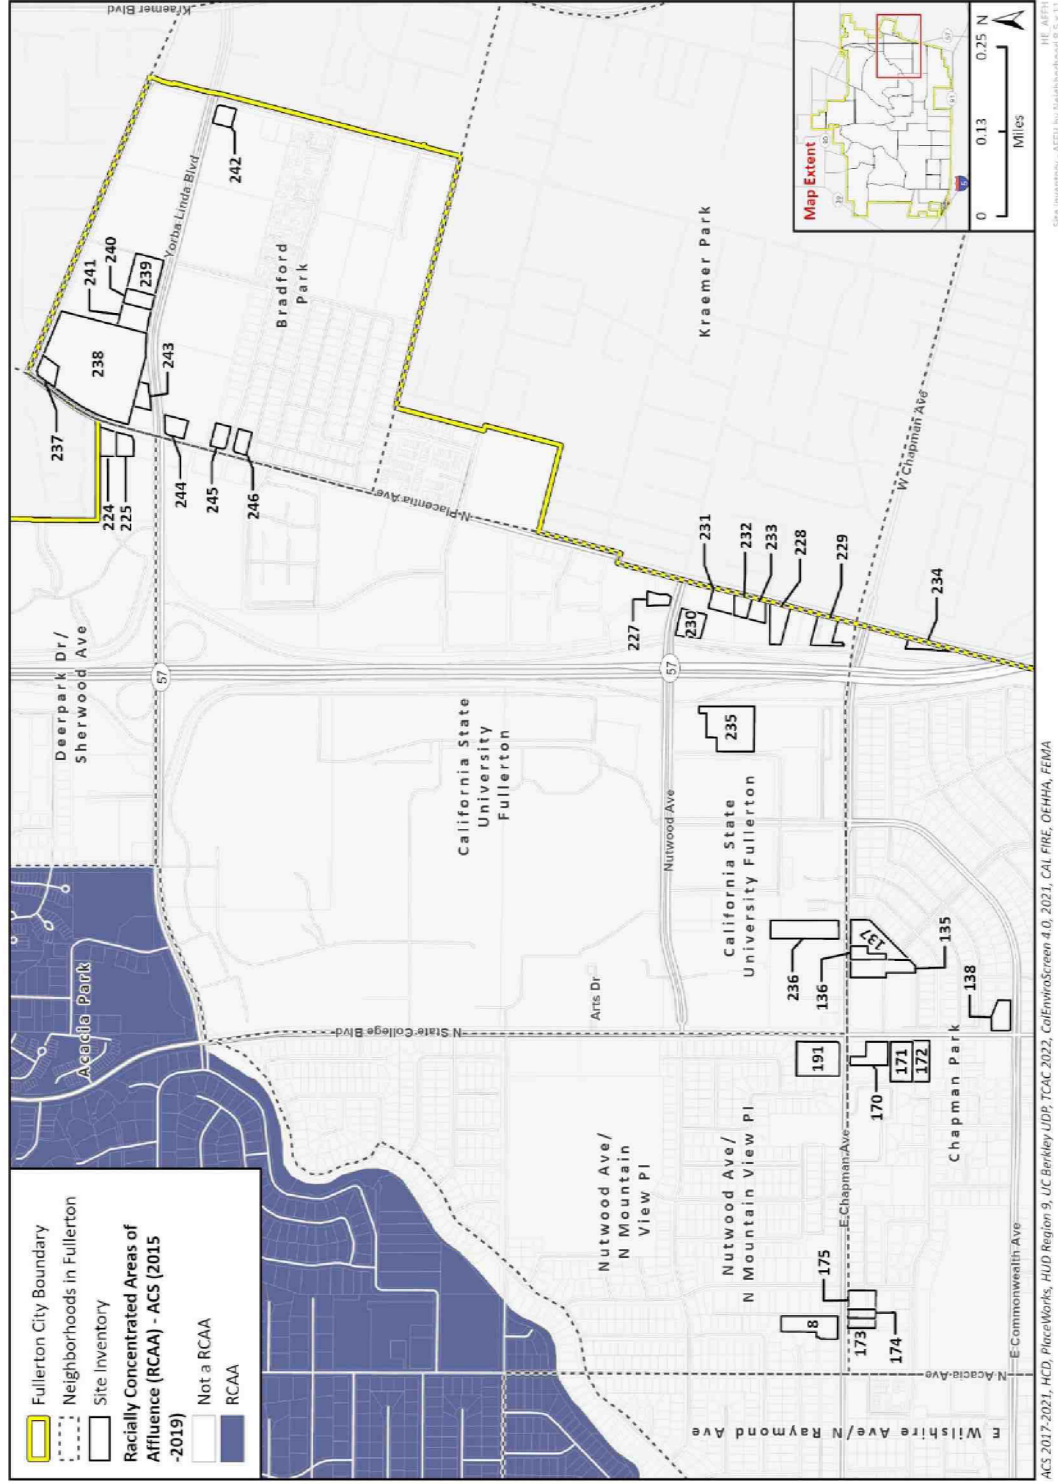 Fullerton City Boundary
Neighborhoods in Fullerton
Site Inventory
Racially Concentrated Areas of
Affluence (RCAA) - ACS (2015
-2019)
Not a RCAA
RCAA
Acacia Park
Deerpark Dr/
Sherwood Ave
Kraemer Blvd
Yorba Linda Blvd
237
238
241
240
239
242
243
224
225
244
245
246
Bradford
Park
57
N Placentia Ave
California State
University
Fullerton
Kraemer Park
N State College Blvd
Arts Dr
Nutwood Ave
57
227
230
231
232
233
228
229
234
W Chapman Ave
Nutwood Ave/
N Mountain
View Pl
Nutwood Ave/
N Mountain View Pl
California State
University Fullerton
235
236
191
8
E Chapman Ave
175
173
174
170
171
172
136
137
135
138
Chapman Park
N Acacia Ave
E Commonwealth Ave
E Wilshire Ave/ N Raymond Ave
Map Extent
39
90
57
91
5
0
0.13
0.25
Miles
N
ACS 2017-2021, HCD, PlaceWorks, HUD Region 9, UC Berkley UDP, TCAC 2022, CalEnviroScreen 4.0, 2021, CAL FIRE, OEHHA, FEMA